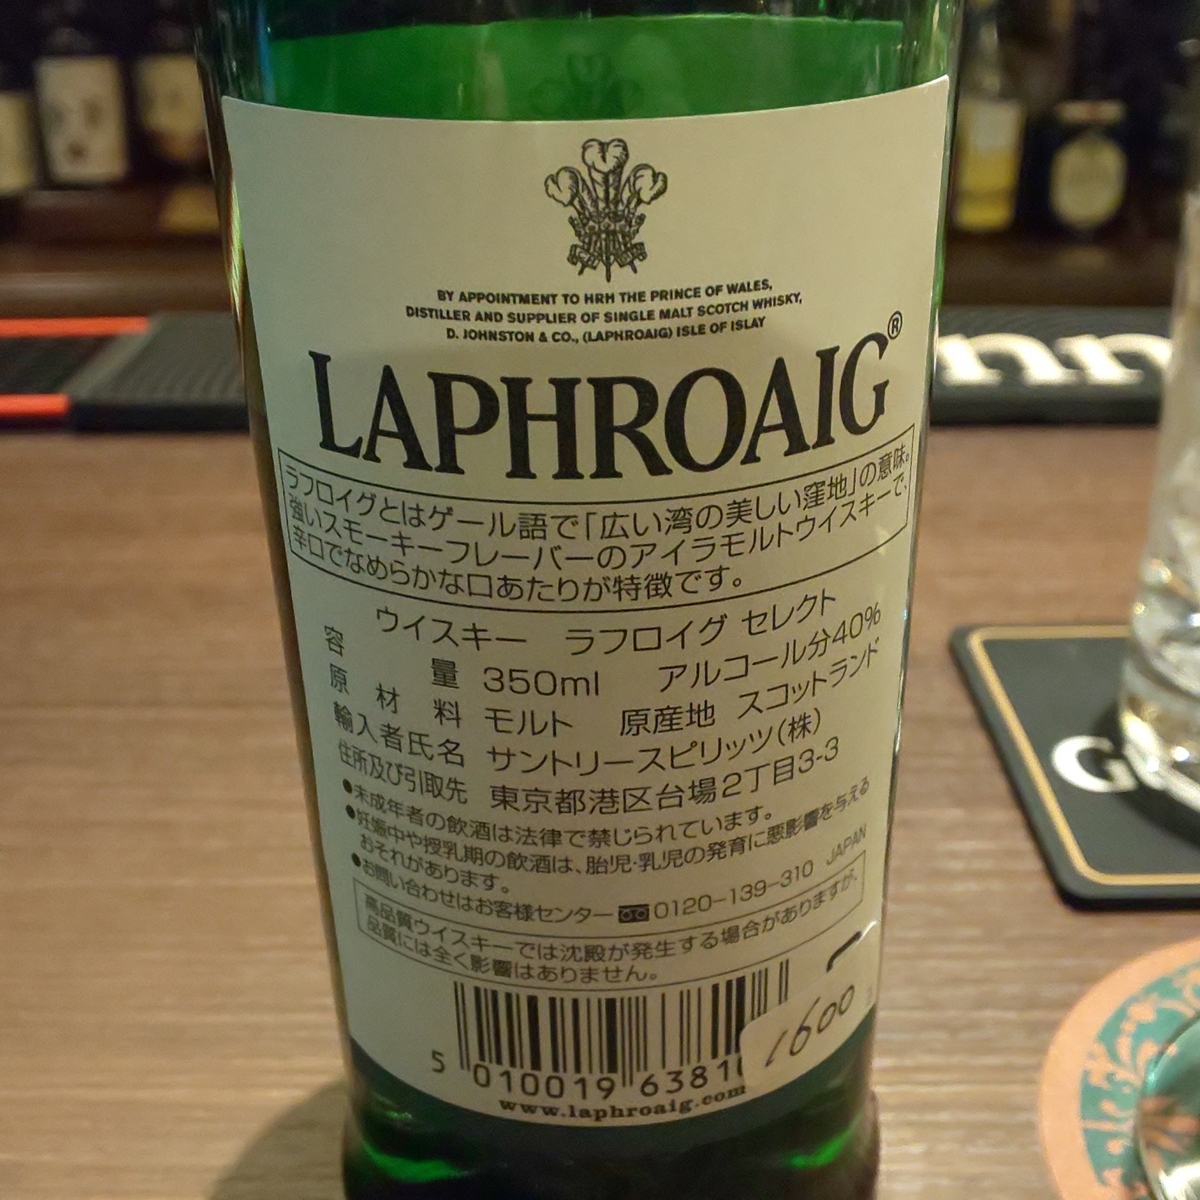 BY APPOINTMENT TO HRH THE PRINCE OF WALES,
DISTILLER AND SUPPLIER OF SINGLE MALT SCOTCH WHISKY,
D. JOHNSTON & CO., (LAPHROAIG) ISLE OF ISLAY
LAPHROAIG®
ラフロイグとはゲール語で「広い湾の美しい窪地」の意味。
強いスモーキーフレーバーのアイラモルトウイスキーで、
辛口でなめらかな口あたりが特徴です。
ウイスキー ラフロイグ セレクト
容量 350ml アルコール分40%
原材料 モルト 原産地 スコットランド
輸入者氏名 サントリースピリッツ(株)
住所及び引取先 東京都港区台場2丁目3-3
●未成年者の飲酒は法律で禁じられています。
●妊娠中や授乳期の飲酒は、胎児・乳児の発育に悪影響を与える
おそれがあります。
●お問い合わせはお客様センター 0120-139-310 JAPAN
高品質ウイスキーでは沈殿が発生する場合がありますが、
品質には全く影響はありません。
1600
5 010019 6381
www.laphroaig.com
nn
G